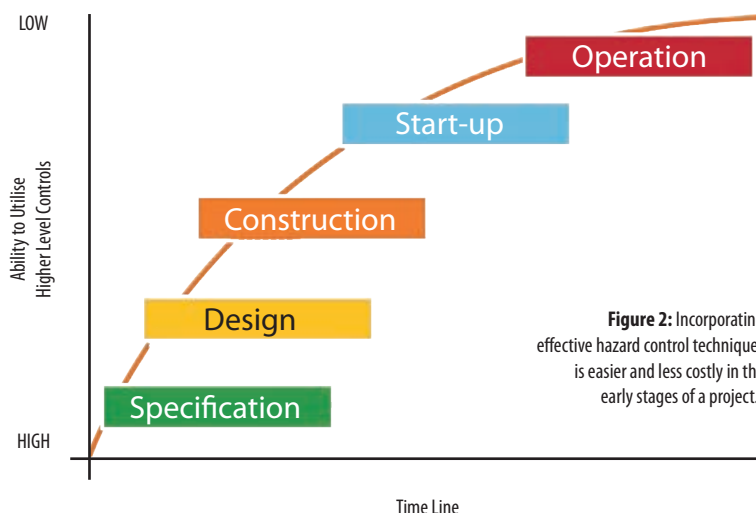 LOW
Operation
Start-up
Ability to Utilise
Higher Level Controls
Construction
Design
Figure 2: Incorporatin
effective hazard control technique
is easier and less costly in th
early stages of a project.
Specification
HIGH
Time Line